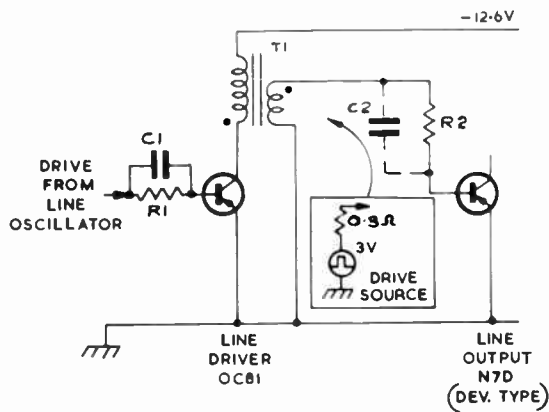 -12·6V
T1
C1
C2
R2
DRIVE
FROM
LINE
OSCILLATOR
R1
0·3Ω
3V
DRIVE
SOURCE
LINE
DRIVER
OC81
LINE
OUTPUT
N7D
(DEV. TYPE)